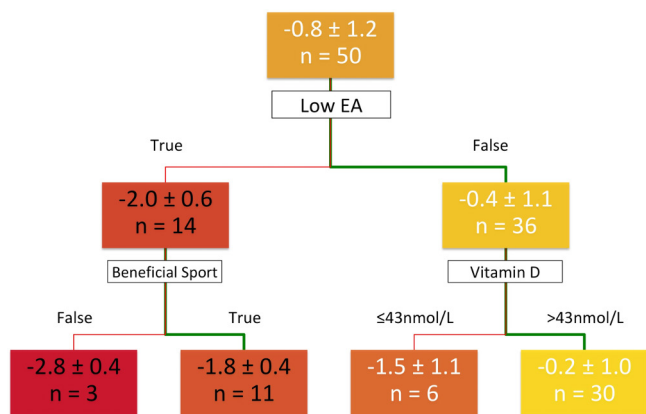 -0.8 ± 1.2
n = 50
Low EA
True
False
-2.0 ± 0.6
n = 14
-0.4 ± 1.1
n = 36
Beneficial Sport
Vitamin D
False
True
≤43nmol/L
>43nmol/L
-2.8 ± 0.4
n = 3
-1.8 ± 0.4
n = 11
-1.5 ± 1.1
n = 6
-0.2 ± 1.0
n = 30